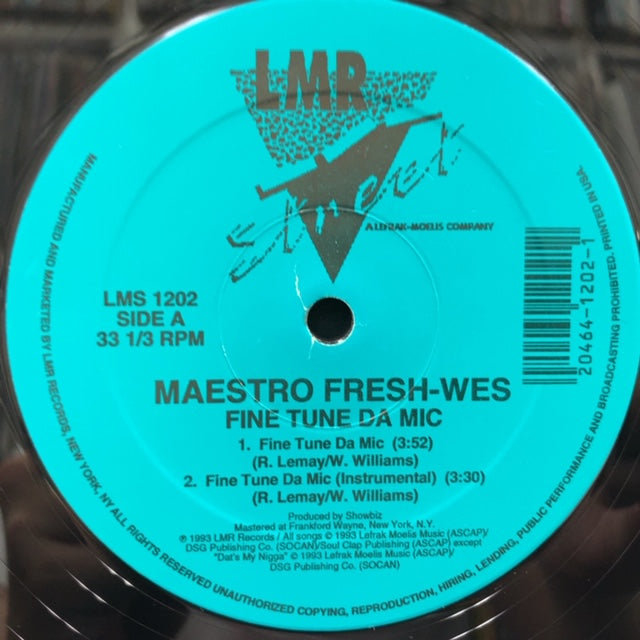 LMR
Street
A LEFRAK-MOELIS COMPANY
LMS 1202
SIDE A
33 1/3 RPM
20464-1202-1
MAESTRO FRESH-WES
FINE TUNE DA MIC
1. Fine Tune Da Mic (3:52)
(R. Lemay/W. Williams)
2. Fine Tune Da Mic (Instrumental) (3:30)
(R. Lemay/W. Williams)
Produced by Showbiz
Mastered at Frankford Wayne, New York, N.Y.
℗ 1993 LMR Records / All songs © 1993 Lefrak Moelis Music (ASCAP)/
DSG Publishing Co. (SOCAN)/Soul Clap Publishing (ASCAP) except
"Dat's My Nigga" © 1993 Lefrak Moelis Music (ASCAP)/
DSG Publishing Co. (SOCAN)
MANUFACTURED AND MARKETED BY LMR RECORDS, NEW YORK, NY ALL RIGHTS RESERVED UNAUTHORIZED COPYING, REPRODUCTION, HIRING, LENDING, PUBLIC PERFORMANCE AND BROADCASTING PROHIBITED. PRINTED IN USA.